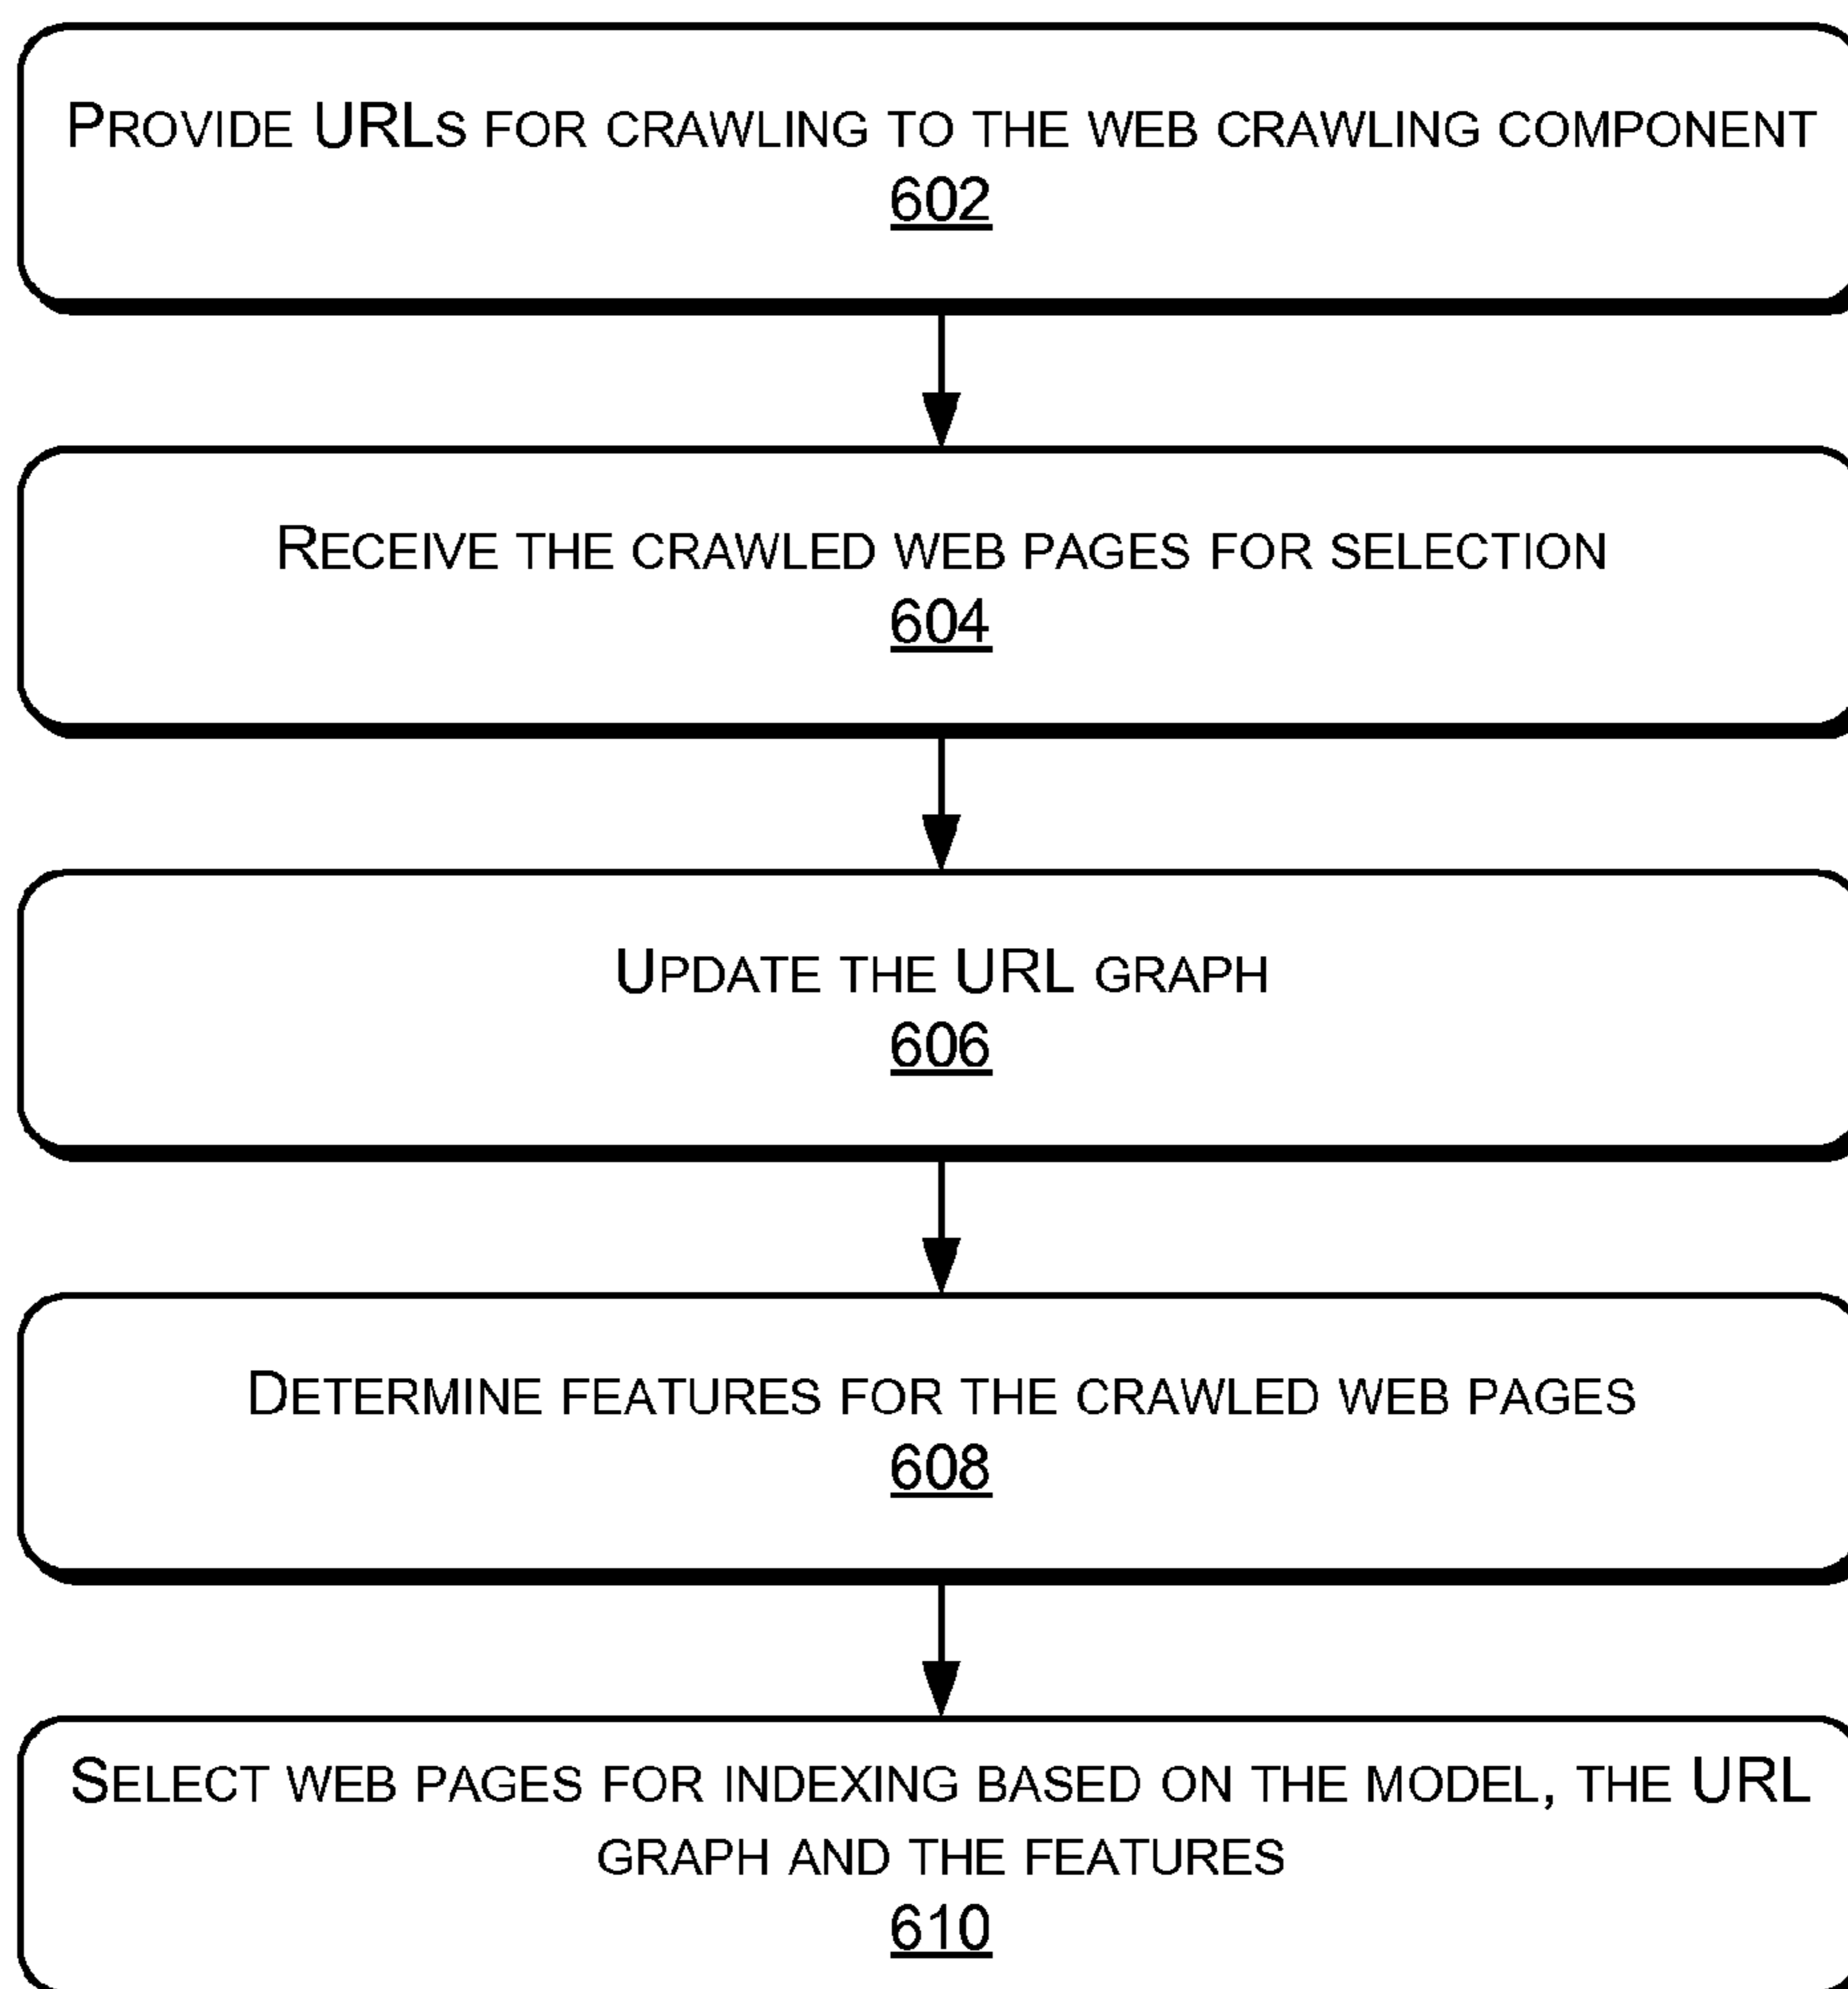 PROVIDE URLS FOR CRAWLING TO THE WEB CRAWLING COMPONENT
602
RECEIVE THE CRAWLED WEB PAGES FOR SELECTION
604
UPDATE THE URL GRAPH
606
DETERMINE FEATURES FOR THE CRAWLED WEB PAGES
608
SELECT WEB PAGES FOR INDEXING BASED ON THE MODEL, THE URL
GRAPH AND THE FEATURES
610